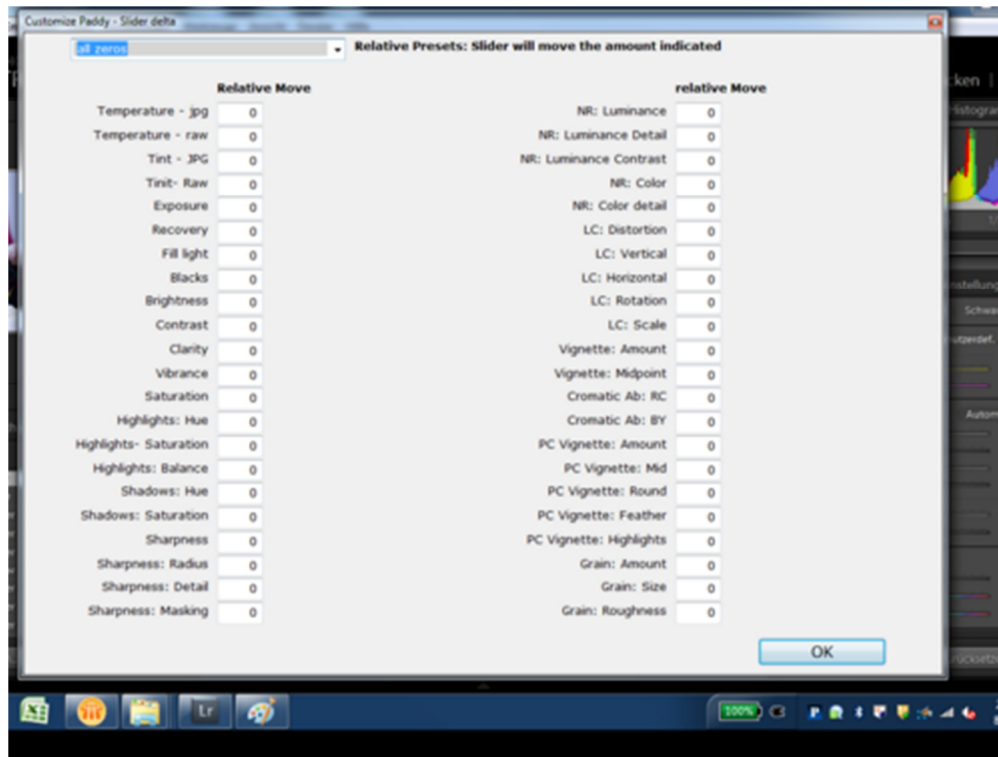 Customize Paddy - Slider delta
all zeros
Relative Presets: Slider will move the amount indicated
Relative Move
Temperature - jpg 0
Temperature - raw 0
Tint - JPG 0
Tinit- Raw 0
Exposure 0
Recovery 0
Fill light 0
Blacks 0
Brightness 0
Contrast 0
Clarity 0
Vibrance 0
Saturation 0
Highlights: Hue 0
Highlights- Saturation 0
Highlights: Balance 0
Shadows: Hue 0
Shadows: Saturation 0
Sharpness 0
Sharpness: Radius 0
Sharpness: Detail 0
Sharpness: Masking 0
relative Move
NR: Luminance 0
NR: Luminance Detail 0
NR: Luminance Contrast 0
NR: Color 0
NR: Color detail 0
LC: Distortion 0
LC: Vertical 0
LC: Horizontal 0
LC: Rotation 0
LC: Scale 0
Vignette: Amount 0
Vignette: Midpoint 0
Cromatic Ab: RC 0
Cromatic Ab: BY 0
PC Vignette: Amount 0
PC Vignette: Mid 0
PC Vignette: Round 0
PC Vignette: Feather 0
PC Vignette: Highlights 0
Grain: Amount 0
Grain: Size 0
Grain: Roughness 0
OK
cken |
Histogra
nstellung
Schwa
utzerdef.
Autom
urücksetz
Lr
100%